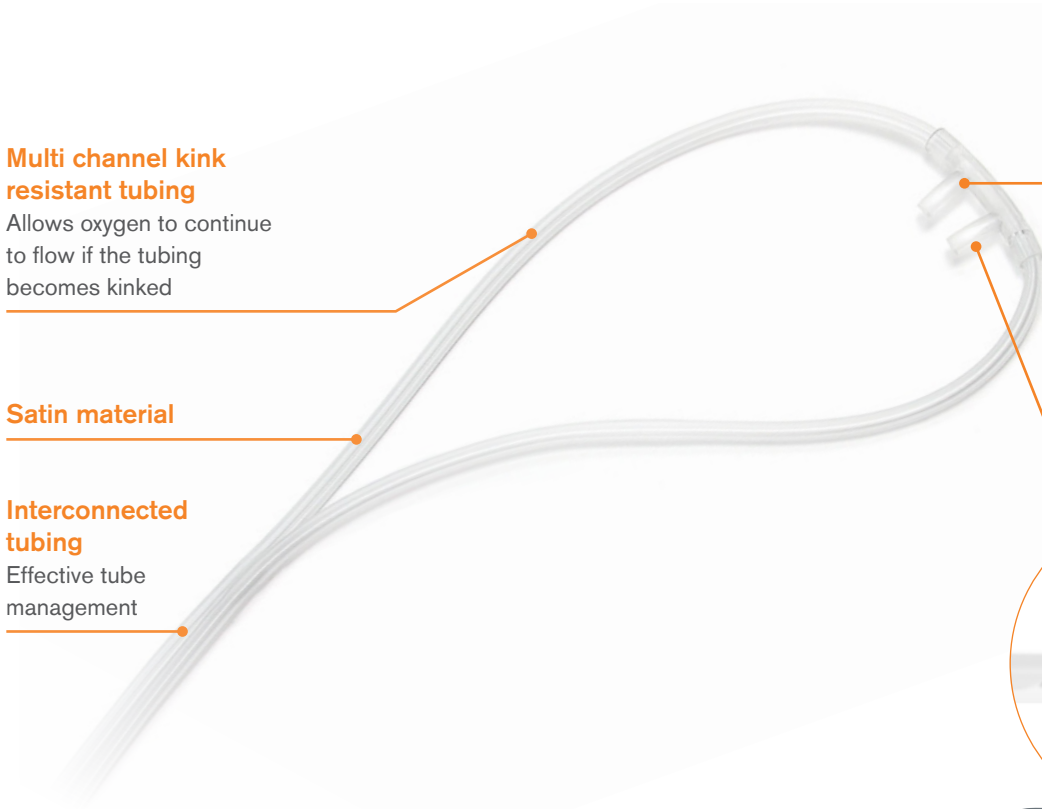 Multi channel kink
resistant tubing
Allows oxygen to continue
to flow if the tubing
becomes kinked
Satin material
Interconnected
tubing
Effective tube
management